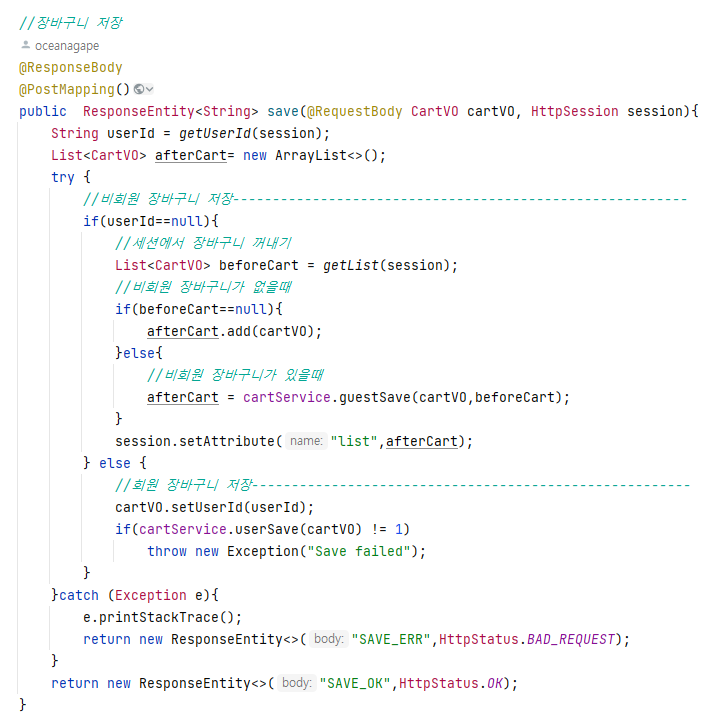 //장바구니 저장
oceanagape
@ResponseBody
@PostMapping()
public  ResponseEntity<String> save(@RequestBody CartVO cartVO, HttpSession session){
    String userId = getUserId(session);
    List<CartVO> afterCart= new ArrayList<>();
    try {
        //비회원 장바구니 저장---------------------------------------------------------
        if(userId==null){
            //세션에서 장바구니 꺼내기
            List<CartVO> beforeCart = getList(session);
            //비회원 장바구니가 없을때
            if(beforeCart==null){
                afterCart.add(cartVO);
            }else{
                //비회원 장바구니가 있을때
                afterCart = cartService.guestSave(cartVO,beforeCart);
            }
            session.setAttribute( name: "list",afterCart);
        } else {
            //회원 장바구니 저장-------------------------------------------------------
            cartVO.setUserId(userId);
            if(cartService.userSave(cartVO) != 1)
                throw new Exception("Save failed");
        }
    }catch (Exception e){
        e.printStackTrace();
        return new ResponseEntity<>( body: "SAVE_ERR",HttpStatus.BAD_REQUEST);
    }
    return new ResponseEntity<>( body: "SAVE_OK",HttpStatus.OK);
}